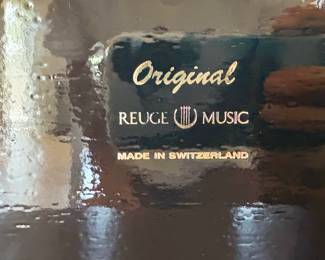 Original
REUGE MUSIC
MADE IN SWITZERLAND